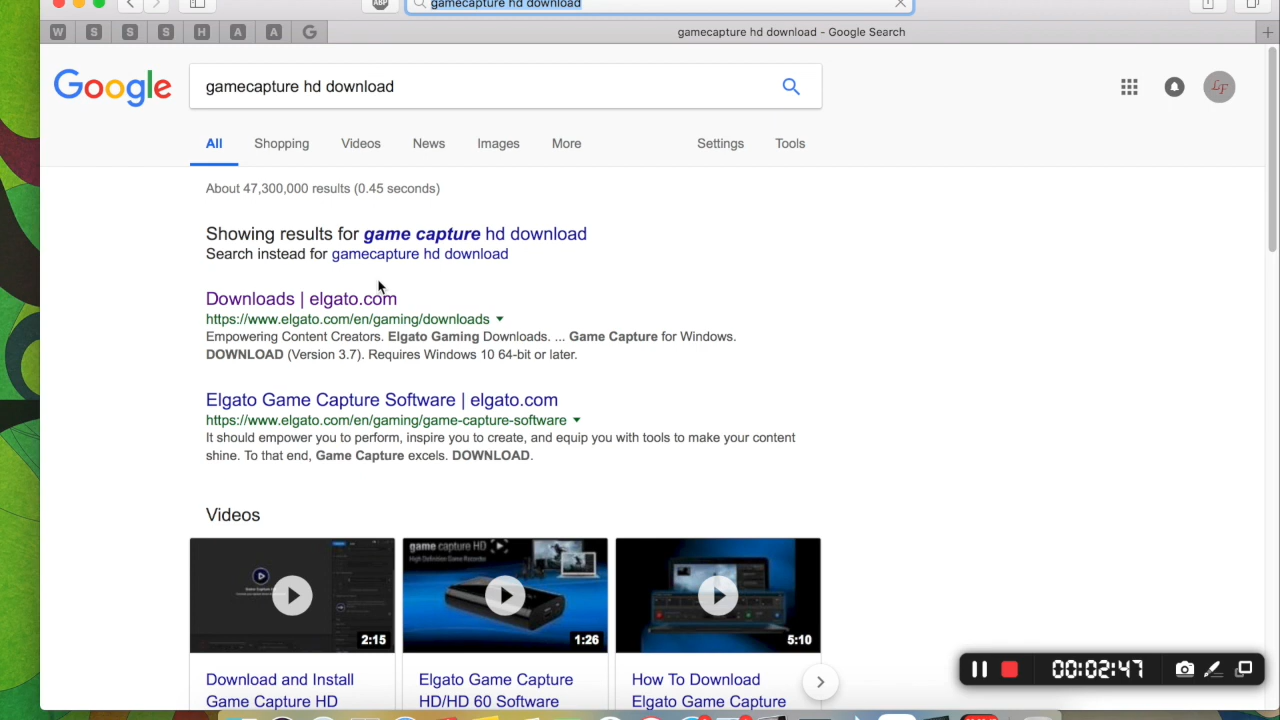 gamecapture hd download
ABP
W S S S H A A G
gamecapture hd download - Google Search
Google
gamecapture hd download
LF
All Shopping Videos News Images More Settings Tools
About 47,300,000 results (0.45 seconds)
Showing results for game capture hd download
Search instead for gamecapture hd download
Downloads | elgato.com
https://www.elgato.com/en/gaming/downloads
Empowering Content Creators. Elgato Gaming Downloads. ... Game Capture for Windows.
DOWNLOAD (Version 3.7). Requires Windows 10 64-bit or later.
Elgato Game Capture Software | elgato.com
https://www.elgato.com/en/gaming/game-capture-software
It should empower you to perform, inspire you to create, and equip you with tools to make your content
shine. To that end, Game Capture excels. DOWNLOAD.
Videos
game capture HD
High Definition Game Recorder
2:15 1:26 5:10
Download and Install
Game Capture HD
Elgato Game Capture
HD/HD 60 Software
How To Download
Elgato Game Capture
00:02:47